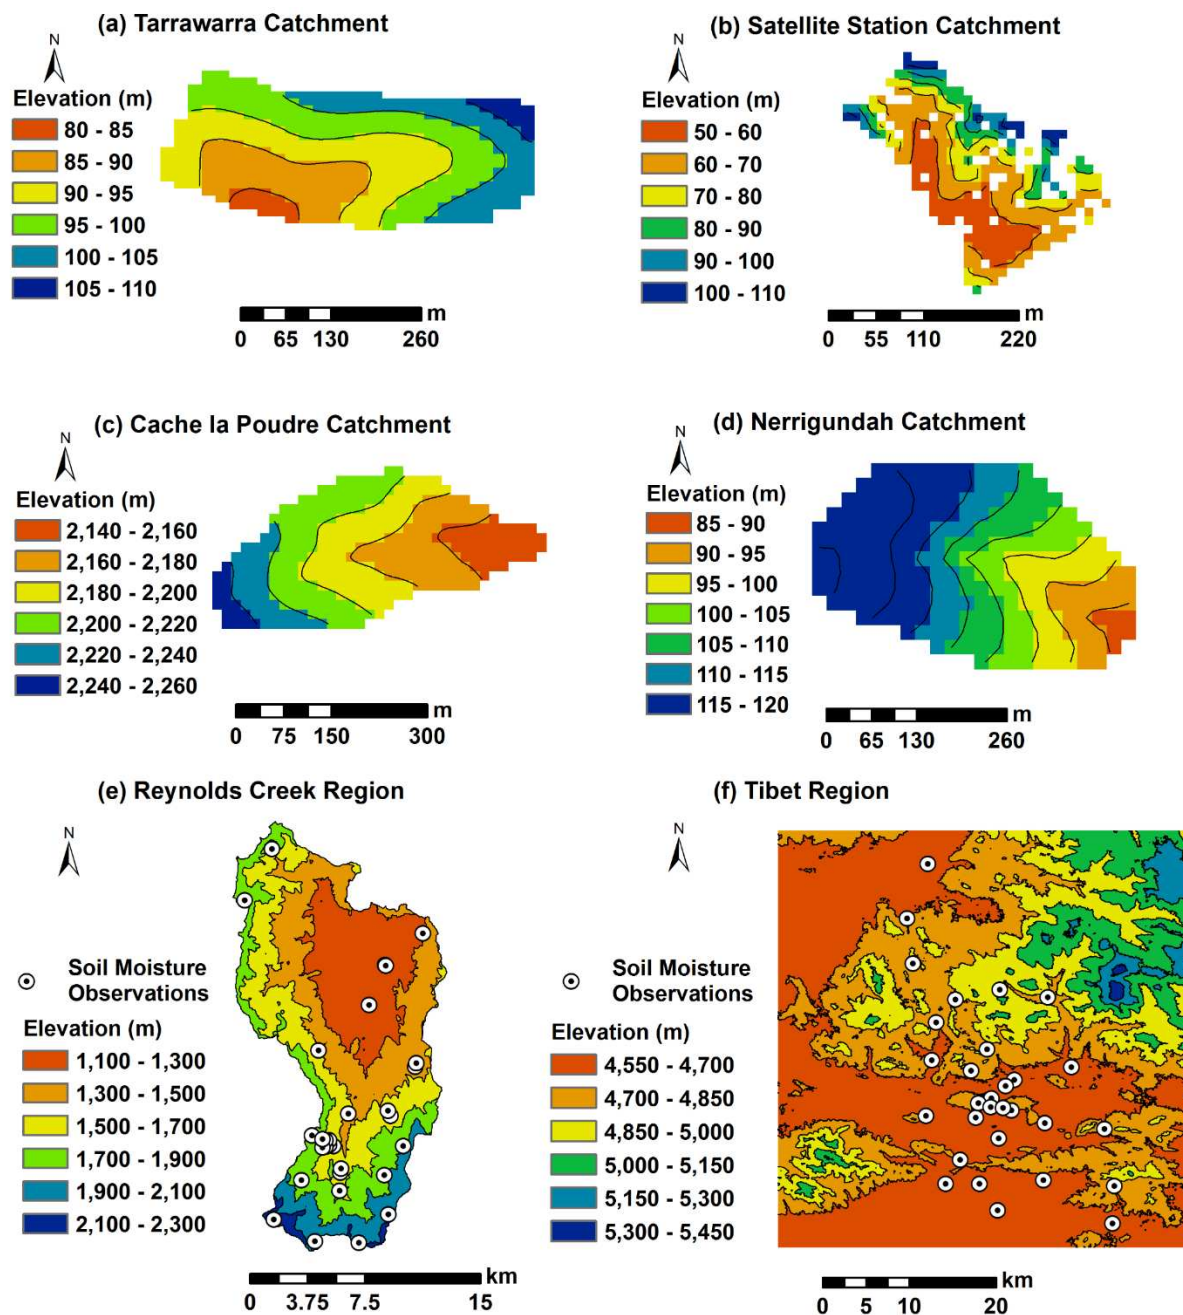 (a) Tarrawarra Catchment
N
Elevation (m)
80 - 85
85 - 90
90 - 95
95 - 100
100 - 105
105 - 110
m
0 65 130 260
(b) Satellite Station Catchment
N
Elevation (m)
50 - 60
60 - 70
70 - 80
80 - 90
90 - 100
100 - 110
m
0 55 110 220
(c) Cache la Poudre Catchment
N
Elevation (m)
2,140 - 2,160
2,160 - 2,180
2,180 - 2,200
2,200 - 2,220
2,220 - 2,240
2,240 - 2,260
m
0 75 150 300
(d) Nerrigundah Catchment
N
Elevation (m)
85 - 90
90 - 95
95 - 100
100 - 105
105 - 110
110 - 115
115 - 120
m
0 65 130 260
(e) Reynolds Creek Region
N
Soil Moisture
Observations
Elevation (m)
1,100 - 1,300
1,300 - 1,500
1,500 - 1,700
1,700 - 1,900
1,900 - 2,100
2,100 - 2,300
km
0 3.75 7.5 15
(f) Tibet Region
N
Soil Moisture
Observations
Elevation (m)
4,550 - 4,700
4,700 - 4,850
4,850 - 5,000
5,000 - 5,150
5,150 - 5,300
5,300 - 5,450
km
0 5 10 20